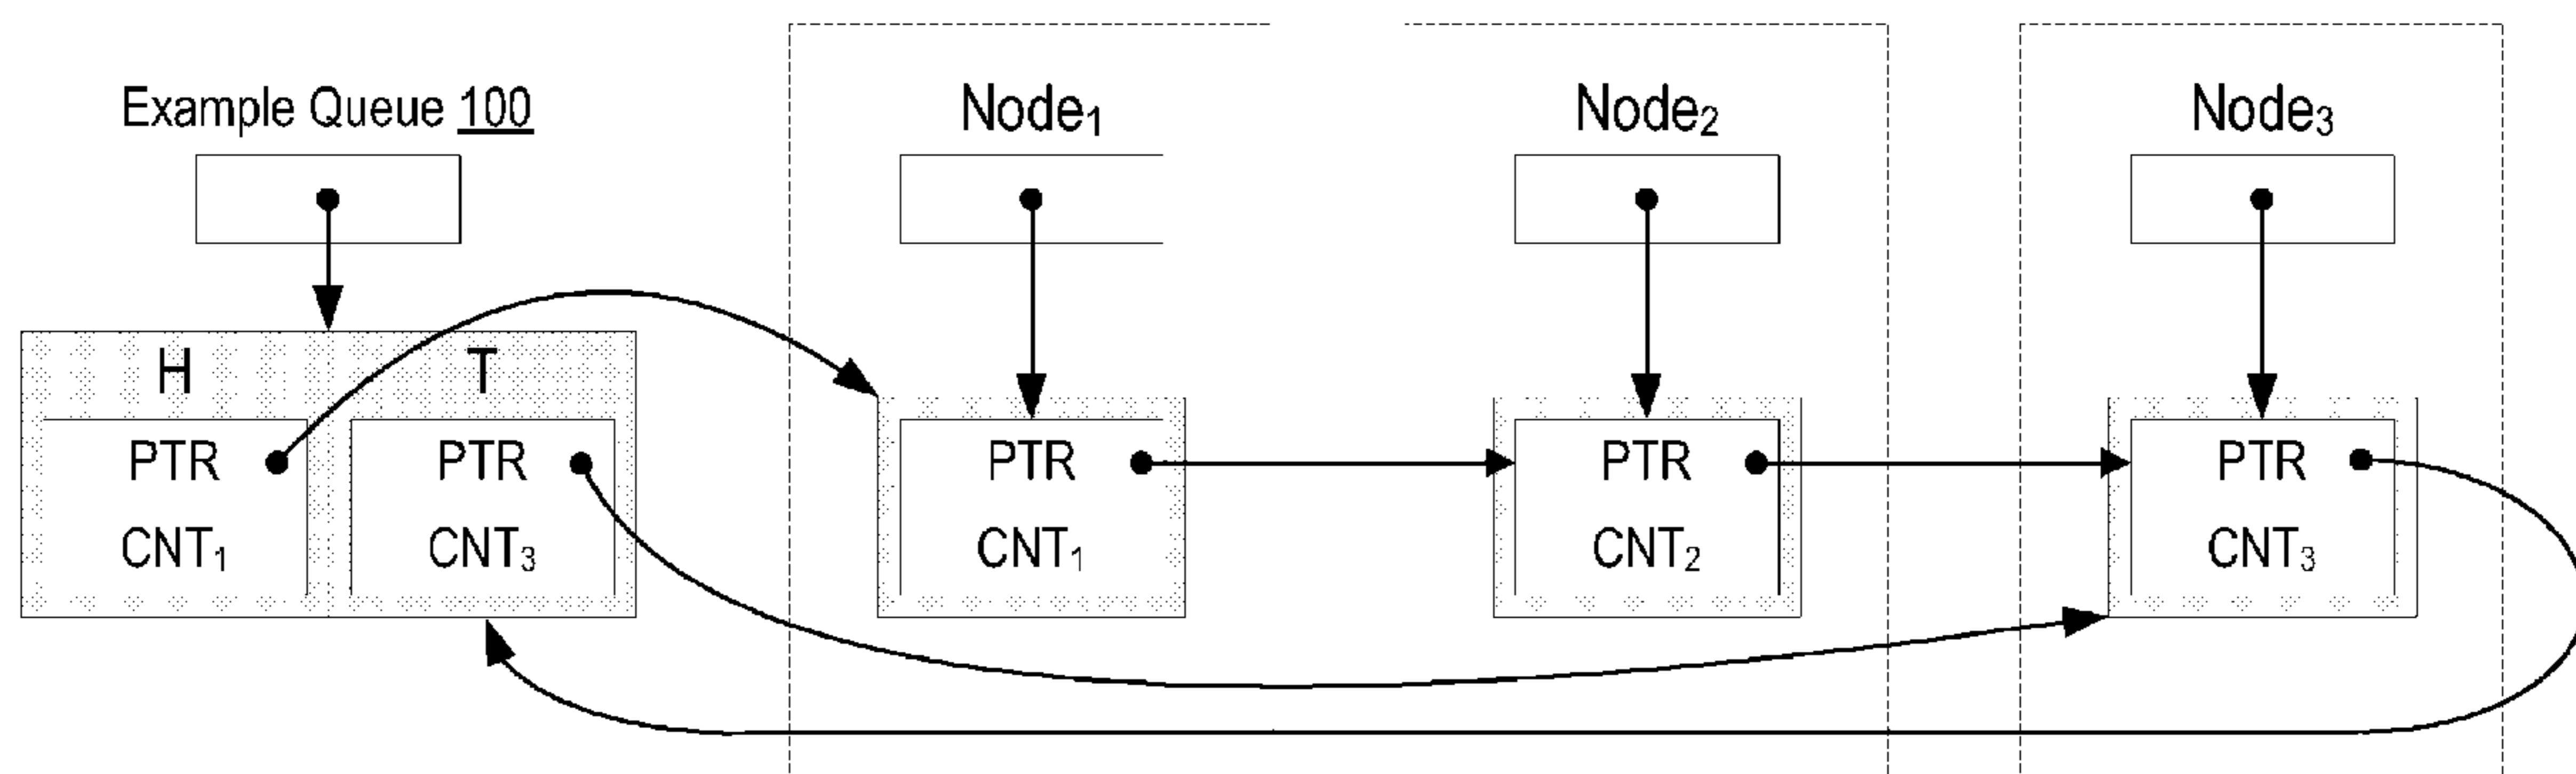 Example Queue 100
Node₁
Node₂
Node₃
H
T
PTR
PTR
PTR
PTR
PTR
CNT₁
CNT₃
CNT₁
CNT₂
CNT₃